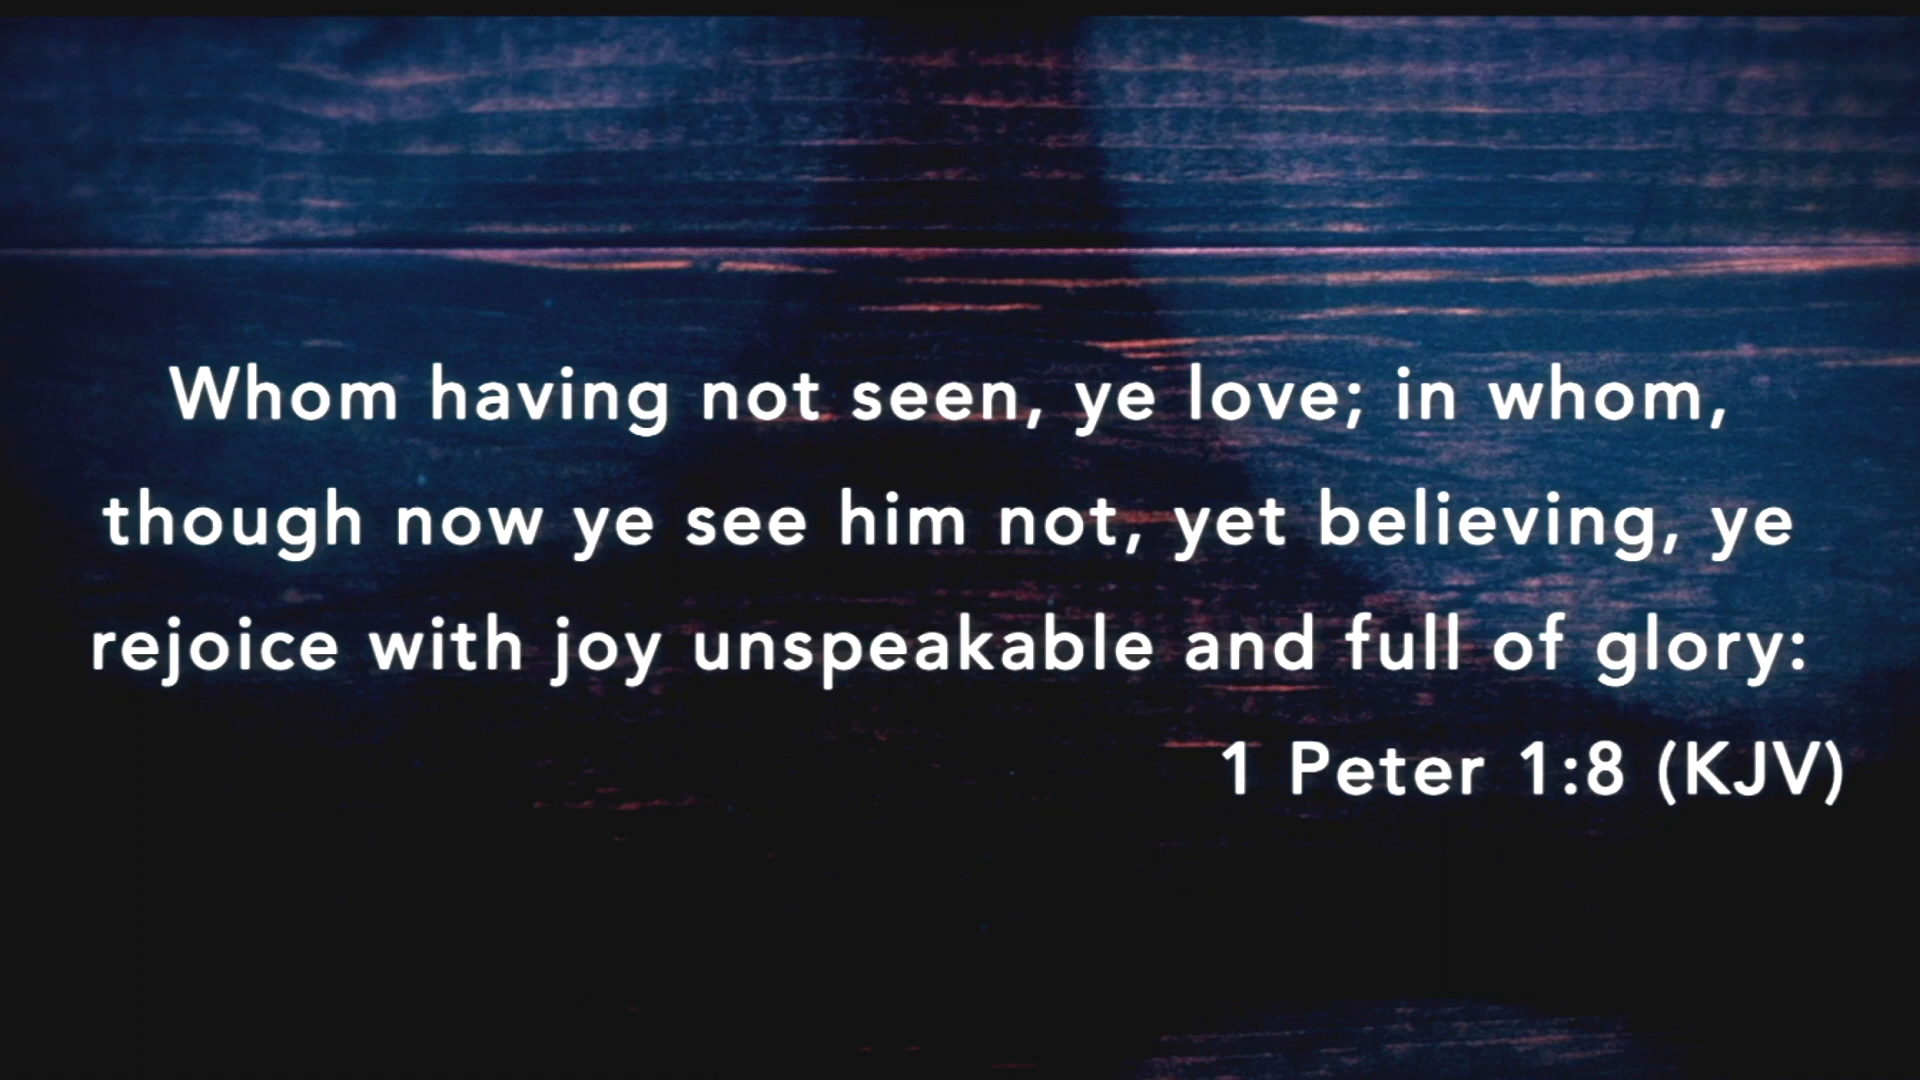 Whom having not seen, ye love; in whom,
though now ye see him not, yet believing, ye
rejoice with joy unspeakable and full of glory:
1 Peter 1:8 (KJV)